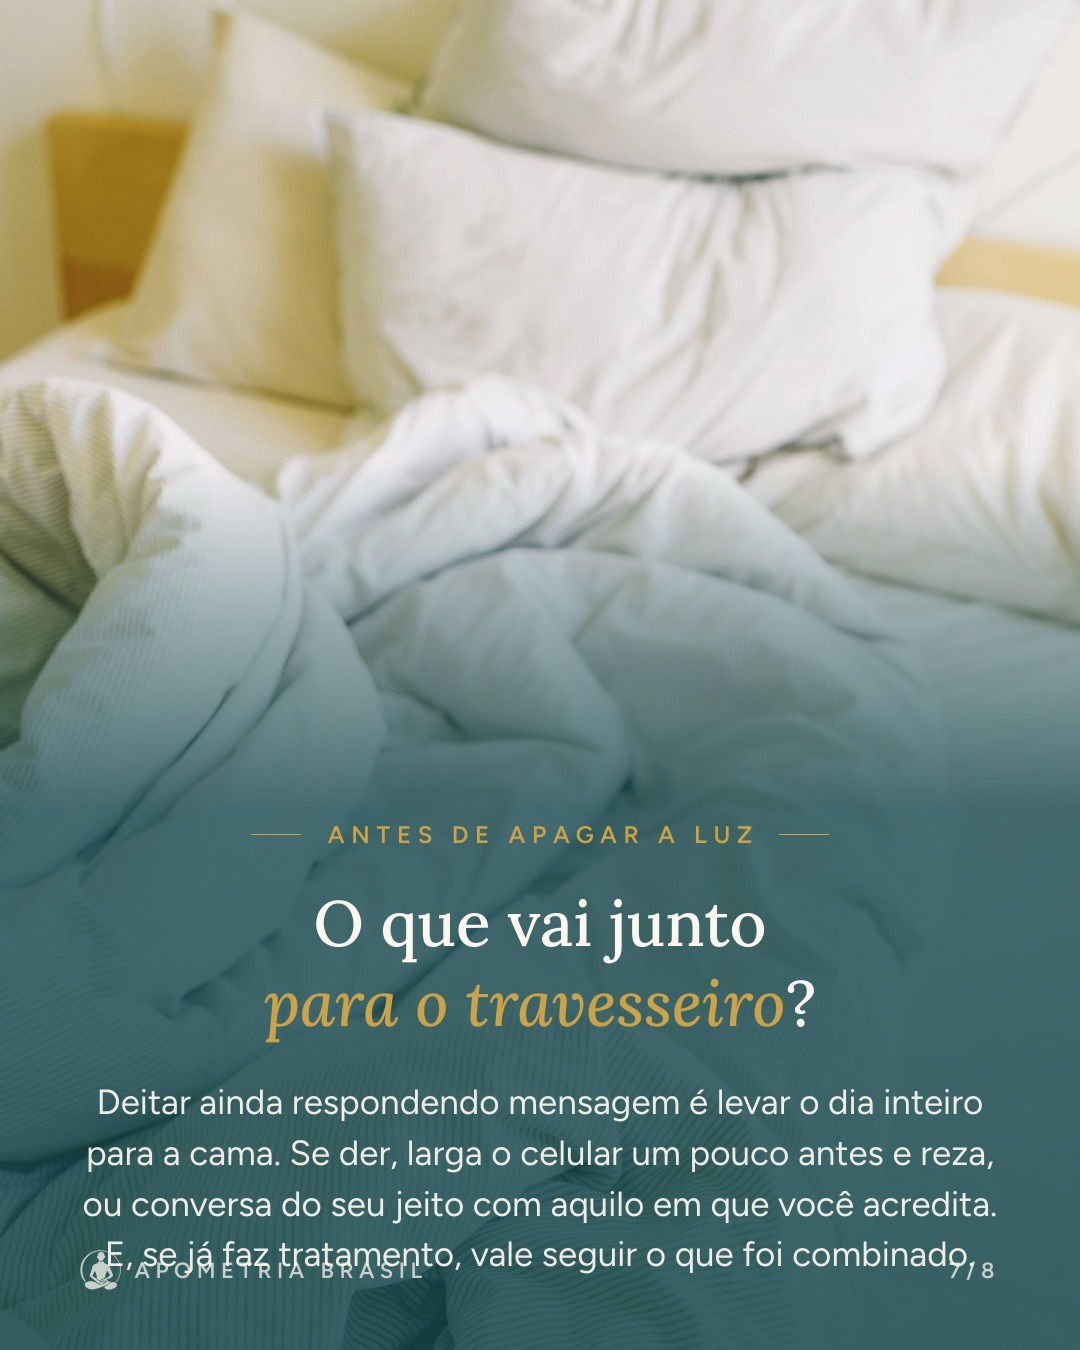 ANTES DE APAGAR A LUZ
O que vai junto
para o travesseiro?
Deitar ainda respondendo mensagem é levar o dia inteiro
para a cama. Se der, larga o celular um pouco antes e reza,
ou conversa do seu jeito com aquilo em que você acredita.
E, se já faz tratamento, vale seguir o que foi combinado.
APOMETRIA BRASIL
7/8